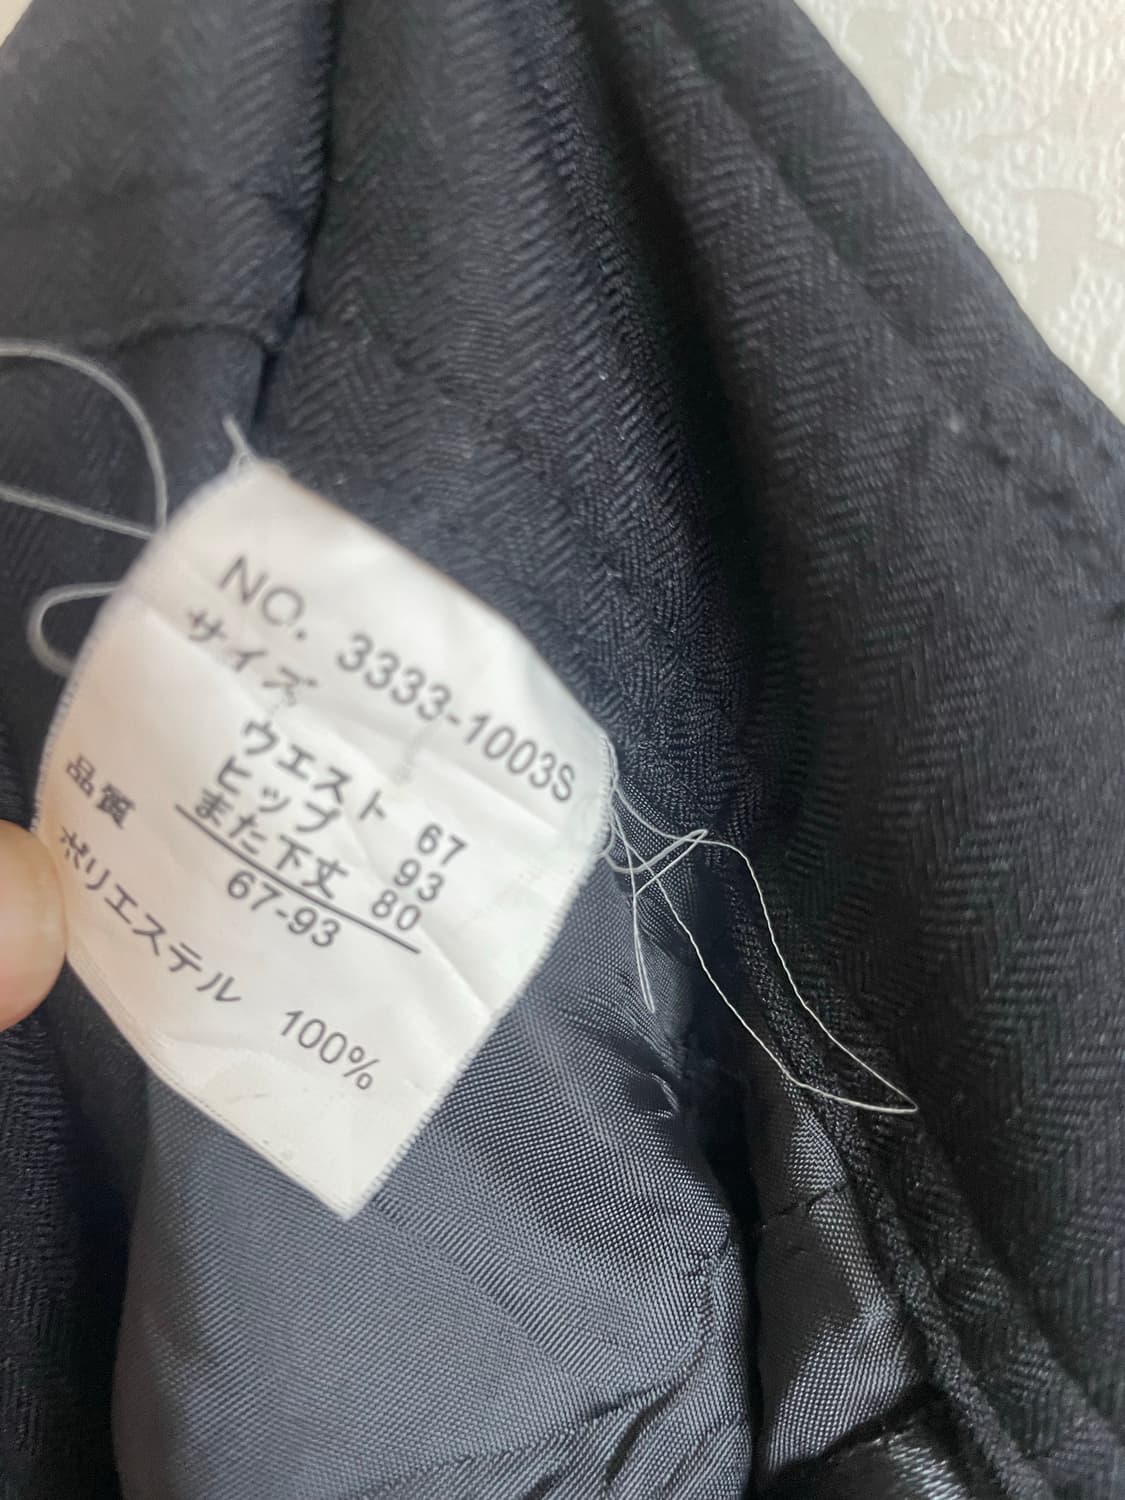 NO. 3333-1003S
サイズ
ウエスト 67
ヒップ 93
また下丈 80
67-93
品質
ポリエステル 100%